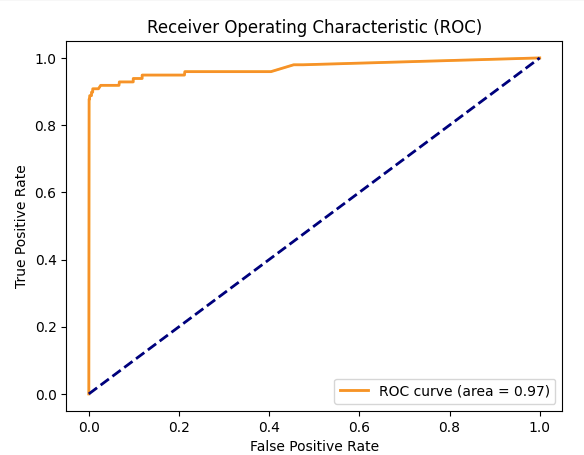 Receiver Operating Characteristic (ROC)
True Positive Rate
1.0
0.8
0.6
0.4
0.2
0.0
ROC curve (area = 0.97)
0.0 0.2 0.4 0.6 0.8 1.0
False Positive Rate